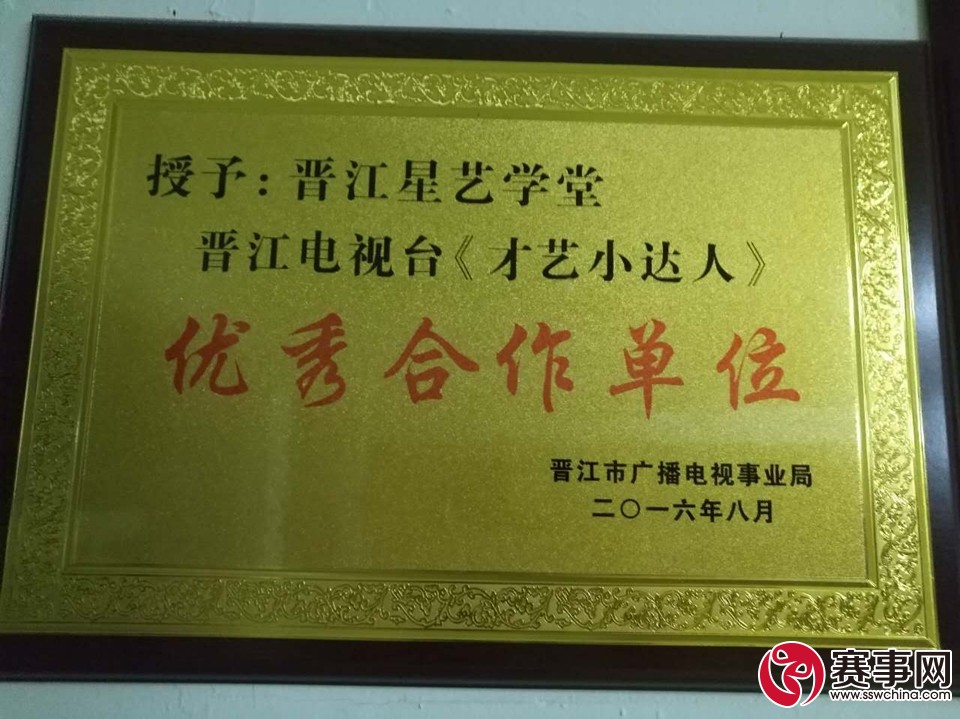 授予:晋江星艺学堂
晋江电视台《才艺小达人》
优秀合作单位
晋江市广播电视事业局
二〇一六年八月
赛事网
www.sswchina.com